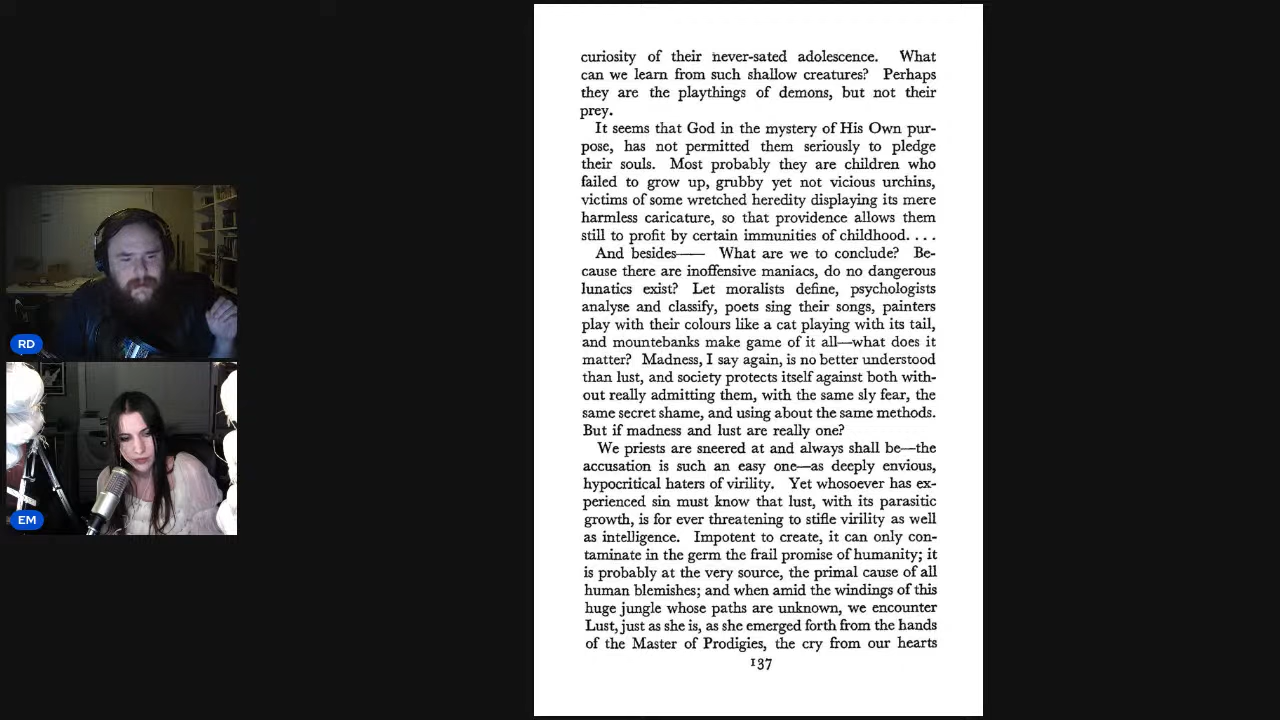 curiosity of their never-sated adolescence. What
can we learn from such shallow creatures? Perhaps
they are the playthings of demons, but not their
prey.
It seems that God in the mystery of His Own pur-
pose, has not permitted them seriously to pledge
their souls. Most probably they are children who
failed to grow up, grubby yet not vicious urchins,
victims of some wretched heredity displaying its mere
harmless caricature, so that providence allows them
still to profit by certain immunities of childhood. . . .
And besides—— What are we to conclude? Be-
cause there are inoffensive maniacs, do no dangerous
lunatics exist? Let moralists define, psychologists
analyse and classify, poets sing their songs, painters
play with their colours like a cat playing with its tail,
and mountebanks make game of it all—what does it
matter? Madness, I say again, is no better understood
than lust, and society protects itself against both with-
out really admitting them, with the same sly fear, the
same secret shame, and using about the same methods.
But if madness and lust are really one?
We priests are sneered at and always shall be—the
accusation is such an easy one—as deeply envious,
hypocritical haters of virility. Yet whosoever has ex-
perienced sin must know that lust, with its parasitic
growth, is for ever threatening to stifle virility as well
as intelligence. Impotent to create, it can only con-
taminate in the germ the frail promise of humanity; it
is probably at the very source, the primal cause of all
human blemishes; and when amid the windings of this
huge jungle whose paths are unknown, we encounter
Lust, just as she is, as she emerged forth from the hands
of the Master of Prodigies, the cry from our hearts
137
RD
EM